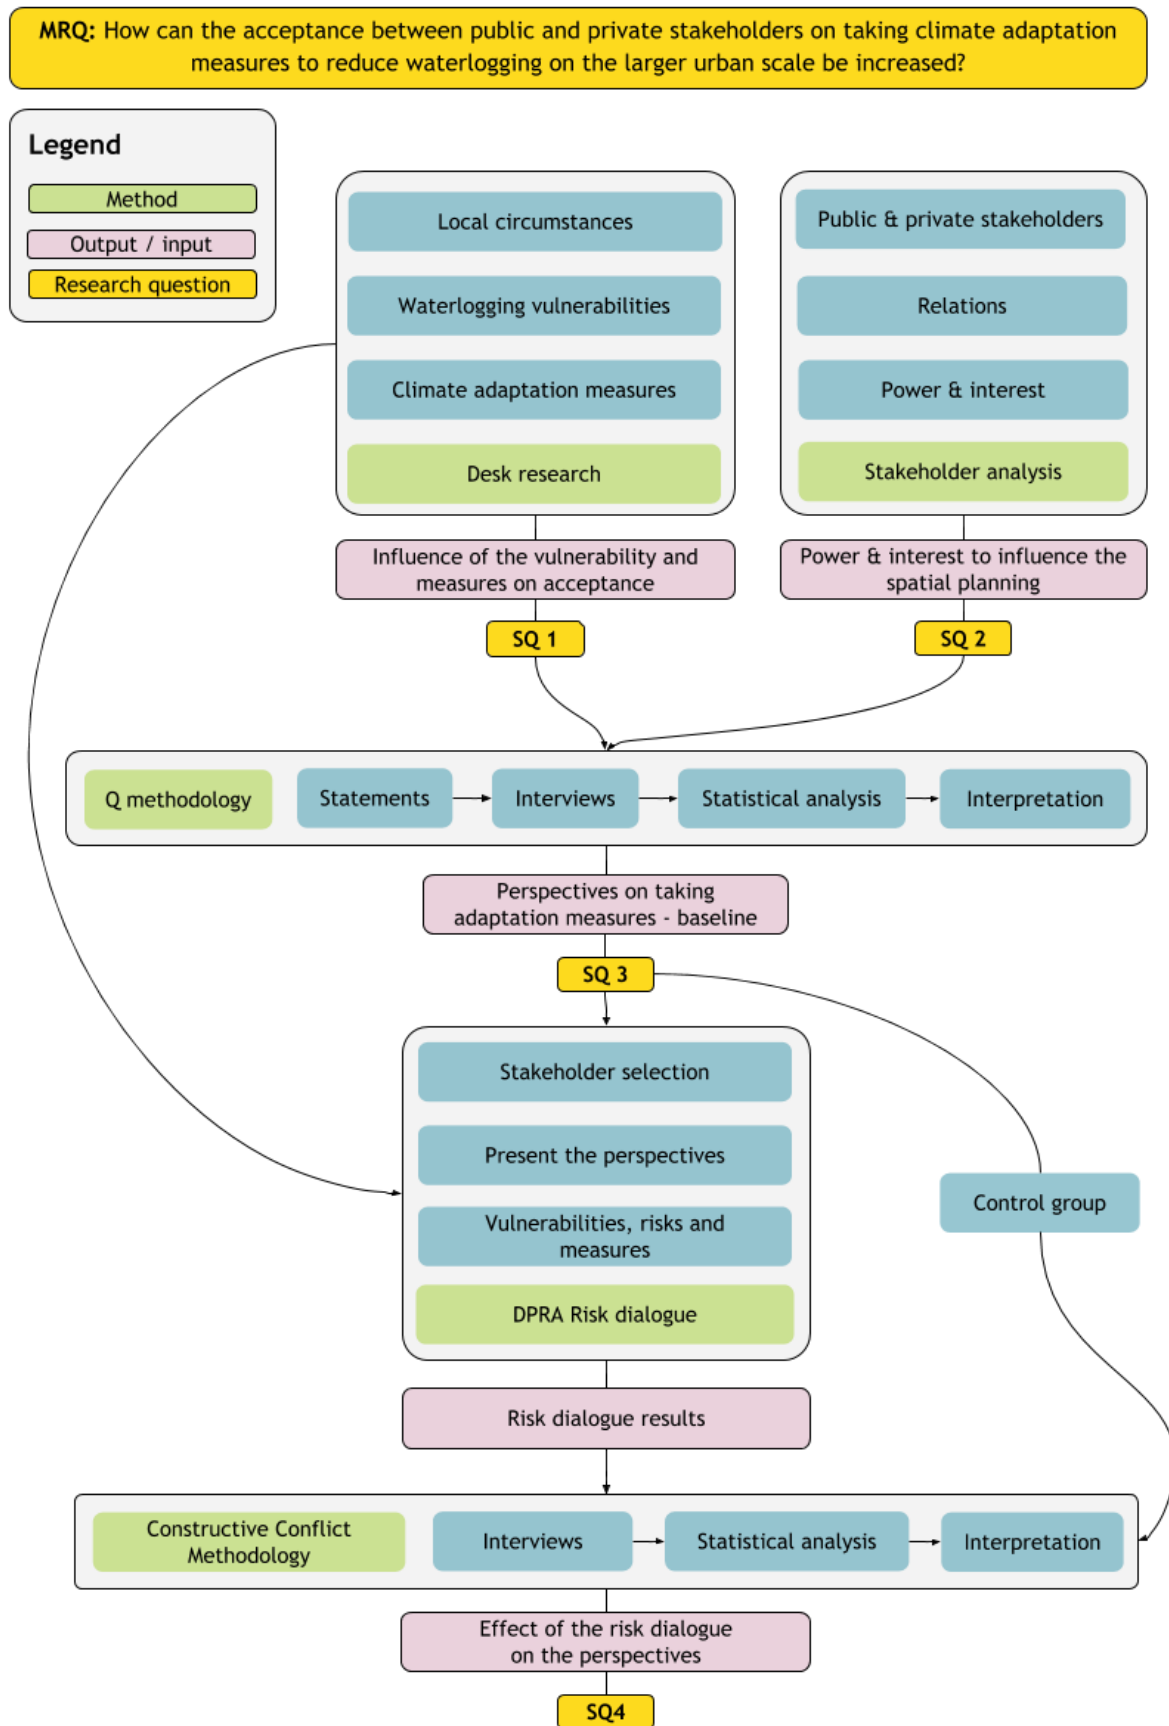 MRQ: How can the acceptance between public and private stakeholders on taking climate adaptation
measures to reduce waterlogging on the larger urban scale be increased?
Legend
Method
Output / input
Research question
Local circumstances
Waterlogging vulnerabilities
Climate adaptation measures
Desk research
Public & private stakeholders
Relations
Power & interest
Stakeholder analysis
Influence of the vulnerability and
measures on acceptance
Power & interest to influence the
spatial planning
SQ 1
SQ 2
Q methodology
Statements
Interviews
Statistical analysis
Interpretation
Perspectives on taking
adaptation measures - baseline
SQ 3
Stakeholder selection
Present the perspectives
Vulnerabilities, risks and
measures
DPRA Risk dialogue
Control group
Risk dialogue results
Constructive Conflict
Methodology
Interviews
Statistical analysis
Interpretation
Effect of the risk dialogue
on the perspectives
SQ4